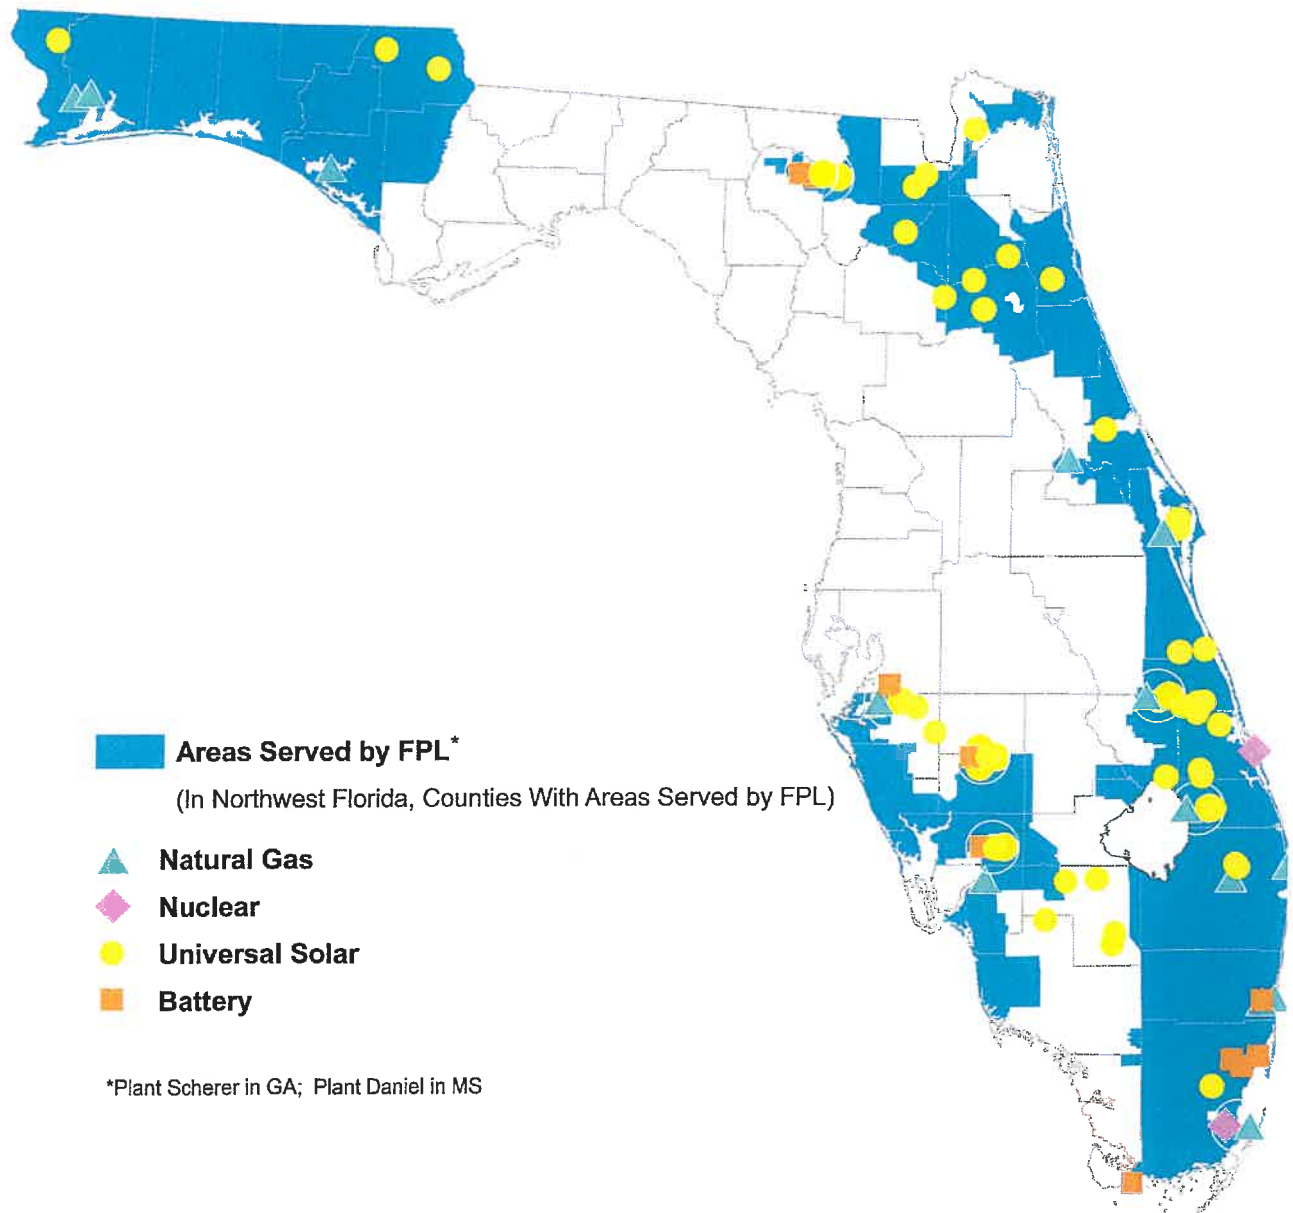 Areas Served by FPL*
(In Northwest Florida, Counties With Areas Served by FPL)
Natural Gas
Nuclear
Universal Solar
Battery
*Plant Scherer in GA; Plant Daniel in MS